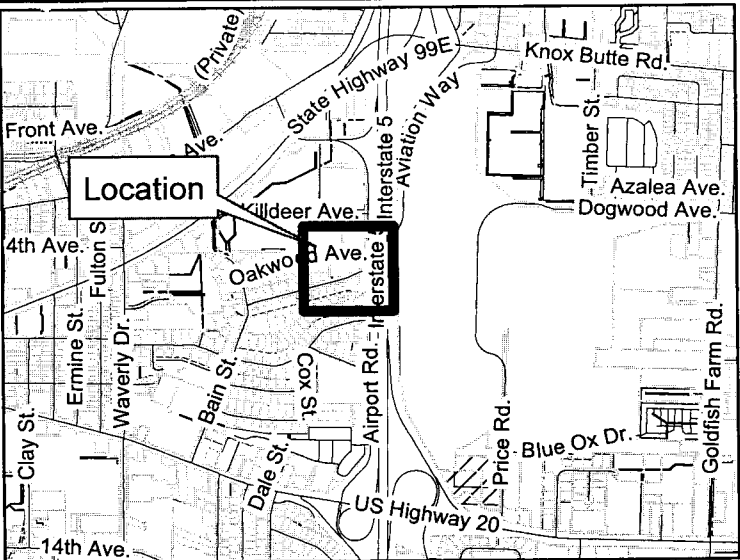 (Private)
State Highway 99E
Knox Butte Rd.
Front Ave.
Ave.
Interstate 5
Aviation Way
Timber St.
Location
Killdeer Ave.
Azalea Ave.
Dogwood Ave.
4th Ave.
Fulton S
Oakwo
Ave.
Interstate 5
Ermine St.
Waverly Dr.
Bain St.
Cox St.
Airport Rd.
Price Rd.
Goldfish Farm Rd.
Clay St.
Dale St.
Blue Ox Dr.
US Highway 20
14th Ave.